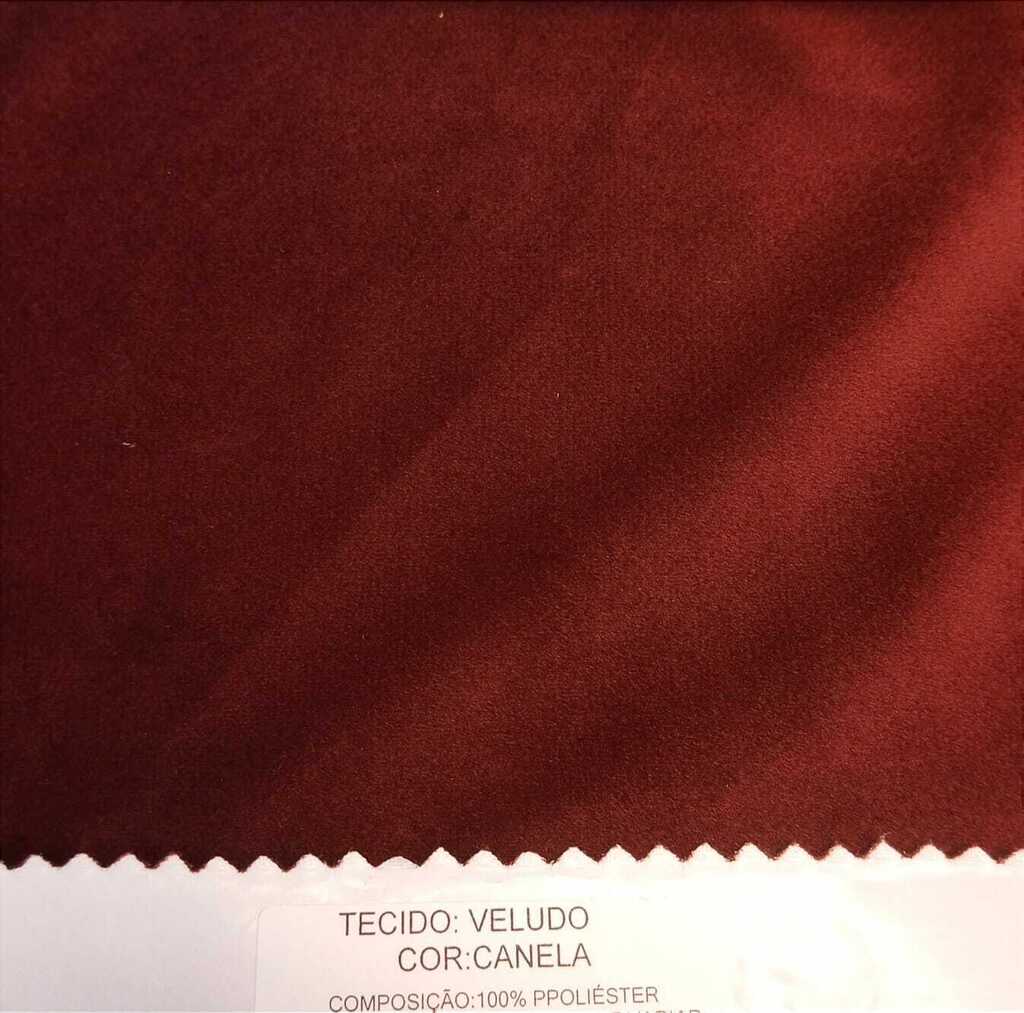 TECIDO: VELUDO
COR:CANELA
COMPOSIÇÃO:100% PPOLIÉSTER